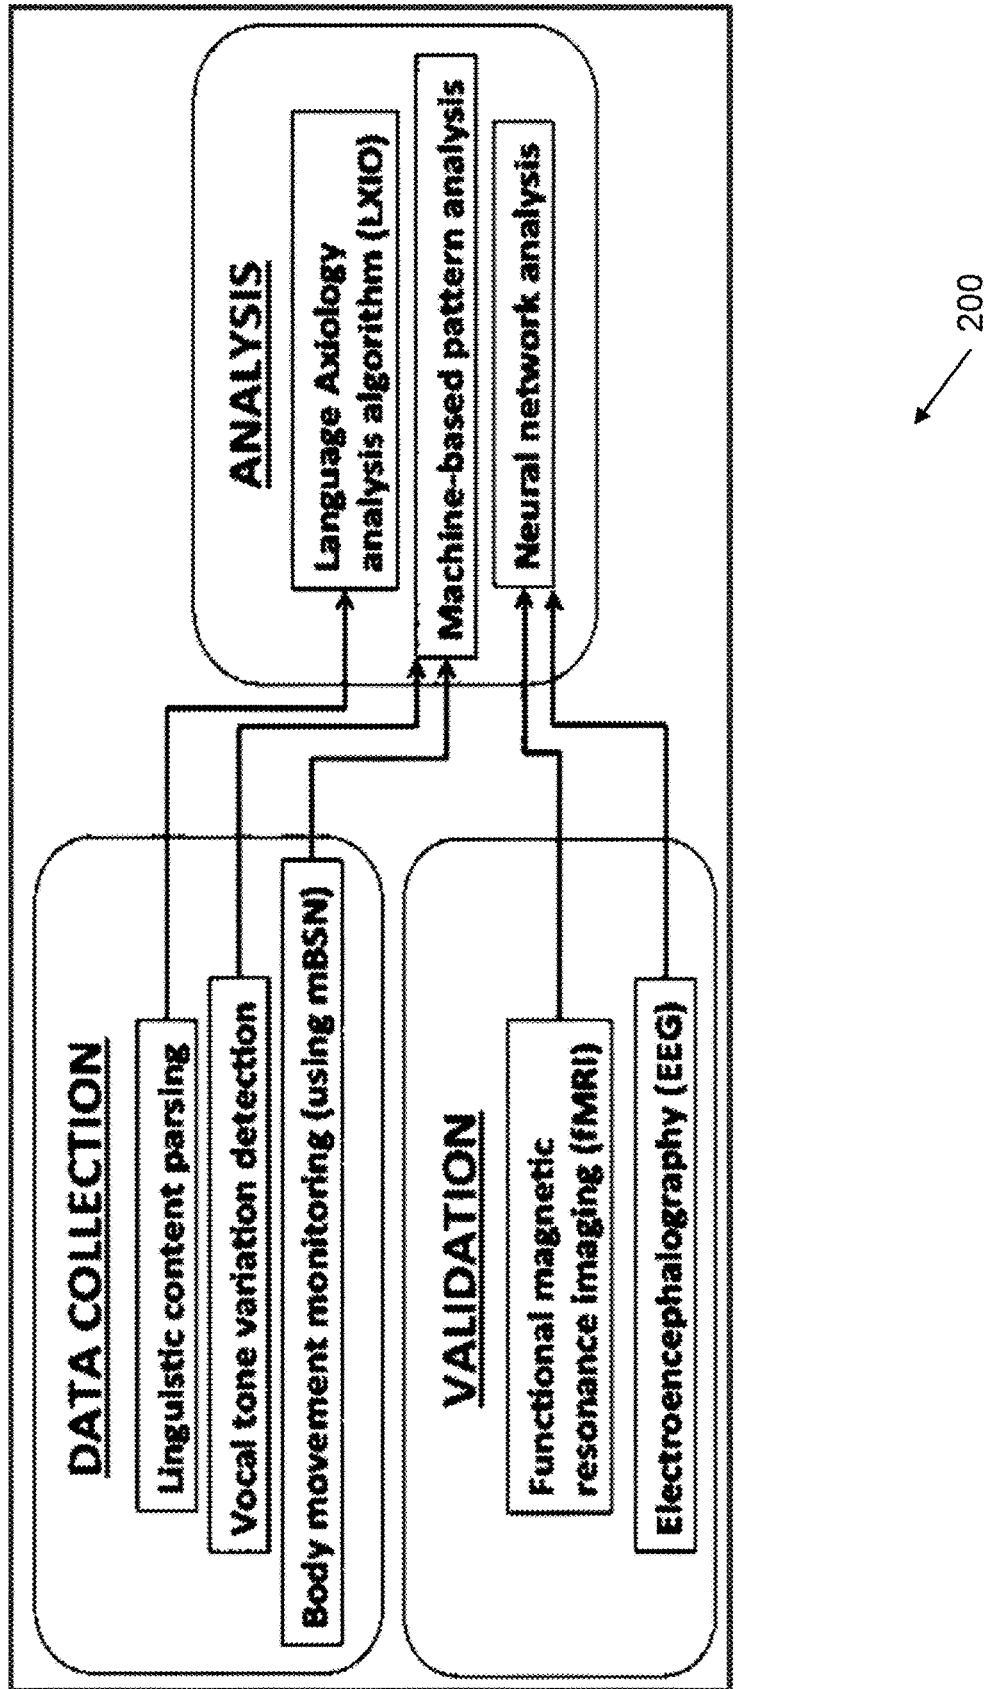 DATA COLLECTION
Linguistic content parsing
Vocal tone variation detection
Body movement monitoring (using mBSN)
VALIDATION
Functional magnetic
resonance imaging (fMRI)
Electroencephalography (EEG)
ANALYSIS
Language Axiology
analysis algorithm (LXIO)
Machine-based pattern analysis
Neural network analysis
200